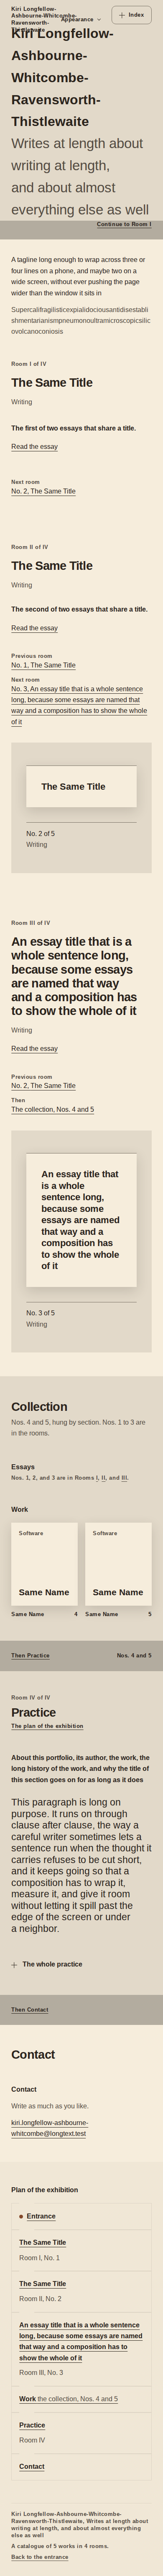 Kiri Longfellow-
Ashbourne-Whitcombe-
Ravensworth-
Thistlewaite
Appearance
Index
Kiri Longfellow-
Ashbourne-
Whitcombe-
Ravensworth-
Thistlewaite
Writes at length about
writing at length,
and about almost
everything else as well
Continue to Room I
A tagline long enough to wrap across three or
four lines on a phone, and maybe two on a
wide screen, without ever pushing the page
wider than the window it sits in
Supercalifragilisticexpialidociousantidisestabli
shmentarianismpneumonoultramicroscopicsilic
ovolcanoconiosis
Room I of IV
The Same Title
Writing
The first of two essays that share a title.
Read the essay
Next room
No. 2, The Same Title
Room II of IV
The Same Title
Writing
The second of two essays that share a title.
Read the essay
Previous room
No. 1, The Same Title
Next room
No. 3, An essay title that is a whole sentence
long, because some essays are named that
way and a composition has to show the whole
of it
The Same Title
No. 2 of 5
Writing
Room III of IV
An essay title that is a
whole sentence long,
because some essays
are named that way
and a composition has
to show the whole of it
Writing
Read the essay
Previous room
No. 2, The Same Title
Then
The collection, Nos. 4 and 5
An essay title that
is a whole
sentence long,
because some
essays are named
that way and a
composition has
to show the whole
of it
No. 3 of 5
Writing
Collection
Nos. 4 and 5, hung by section. Nos. 1 to 3 are
in the rooms.
Essays
Nos. 1, 2, and 3 are in Rooms I, II, and III.
Work
Software
Same Name
Software
Same Name
Same Name 4
Same Name 5
Then Practice
Nos. 4 and 5
Room IV of IV
Practice
The plan of the exhibition
About this portfolio, its author, the work, the
long history of the work, and why the title of
this section goes on for as long as it does
This paragraph is long on
purpose. It runs on through
clause after clause, the way a
careful writer sometimes lets a
sentence run when the thought it
carries refuses to be cut short,
and it keeps going so that a
composition has to wrap it,
measure it, and give it room
without letting it spill past the
edge of the screen or under
a neighbor.
The whole practice
Then Contact
Contact
Contact
Write as much as you like.
kiri.longfellow-ashbourne-
whitcombe@longtext.test
Plan of the exhibition
Entrance
The Same Title
Room I, No. 1
The Same Title
Room II, No. 2
An essay title that is a whole sentence
long, because some essays are named
that way and a composition has to
show the whole of it
Room III, No. 3
Work the collection, Nos. 4 and 5
Practice
Room IV
Contact
Kiri Longfellow-Ashbourne-Whitcombe-
Ravensworth-Thistlewaite, Writes at length about
writing at length, and about almost everything
else as well
A catalogue of 5 works in 4 rooms.
Back to the entrance